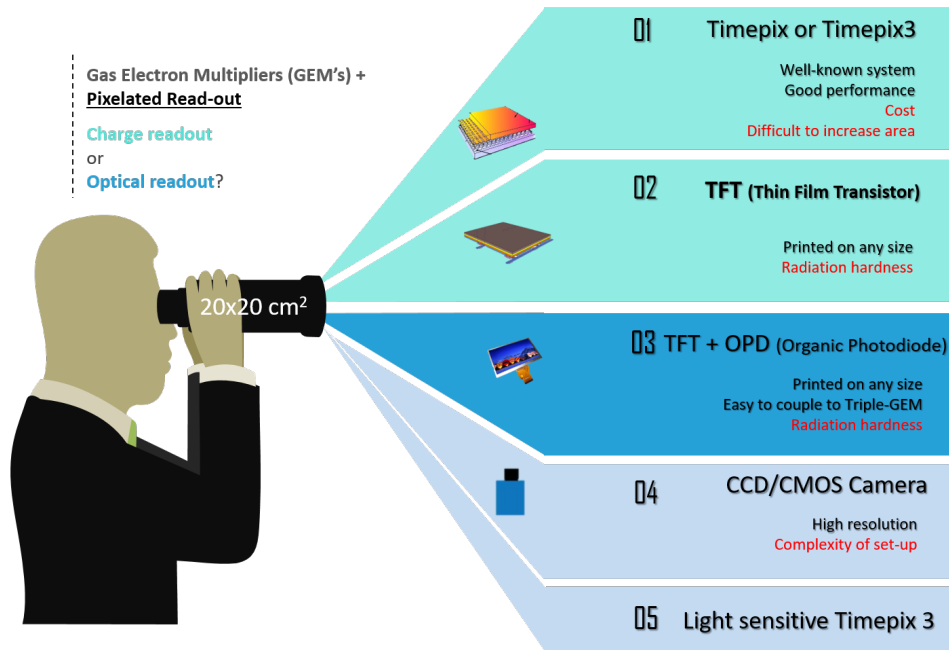 Gas Electron Multipliers (GEM's) +
Pixelated Read-out
Charge readout
or
Optical readout?
20x20 cm²
01 Timepix or Timepix3
Well-known system
Good performance
Cost
Difficult to increase area
02 TFT (Thin Film Transistor)
Printed on any size
Radiation hardness
03 TFT + OPD (Organic Photodiode)
Printed on any size
Easy to couple to Triple-GEM
Radiation hardness
04 CCD/CMOS Camera
High resolution
Complexity of set-up
05 Light sensitive Timepix 3